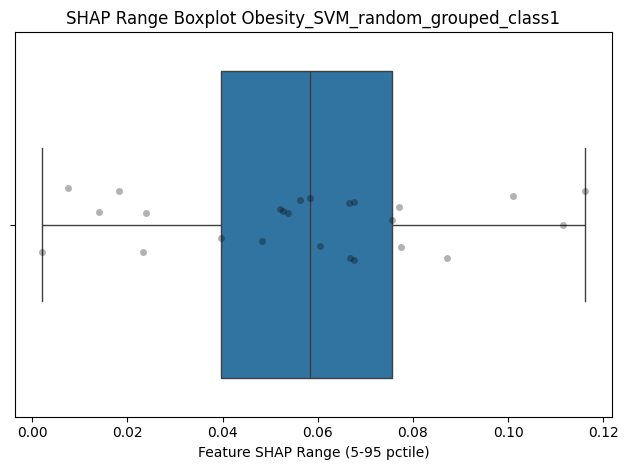 SHAP Range Boxplot Obesity_SVM_random_grouped_class1
0.00 0.02 0.04 0.06 0.08 0.10 0.12
Feature SHAP Range (5-95 pctile)